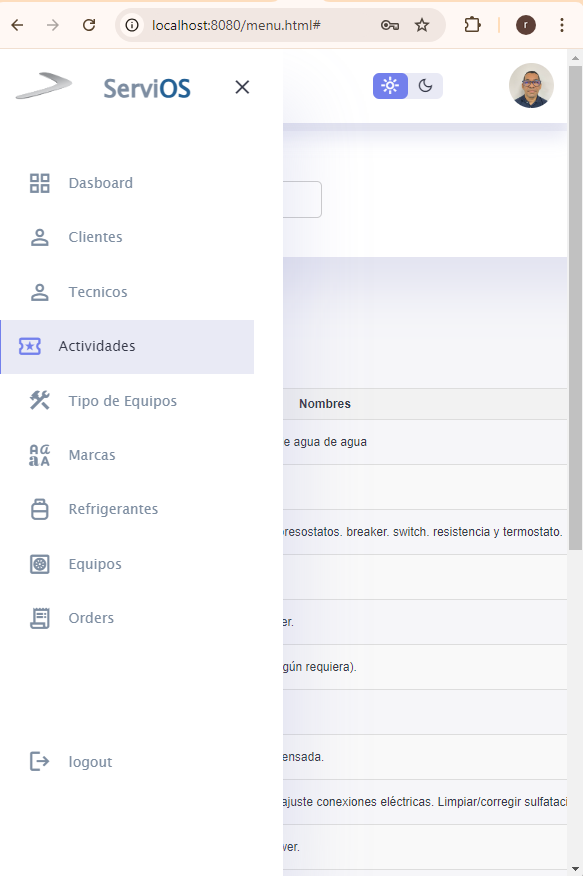 localhost:8080/menu.html#
r
ServiOS
Dasboard
Clientes
Tecnicos
Actividades
Tipo de Equipos
Marcas
Refrigerantes
Equipos
Orders
logout
Nombres
e agua de agua
presostatos. breaker. switch. resistencia y termostato.
er.
gún requiera).
ensada.
ajuste conexiones eléctricas. Limpiar/corregir sulfataci
wer.